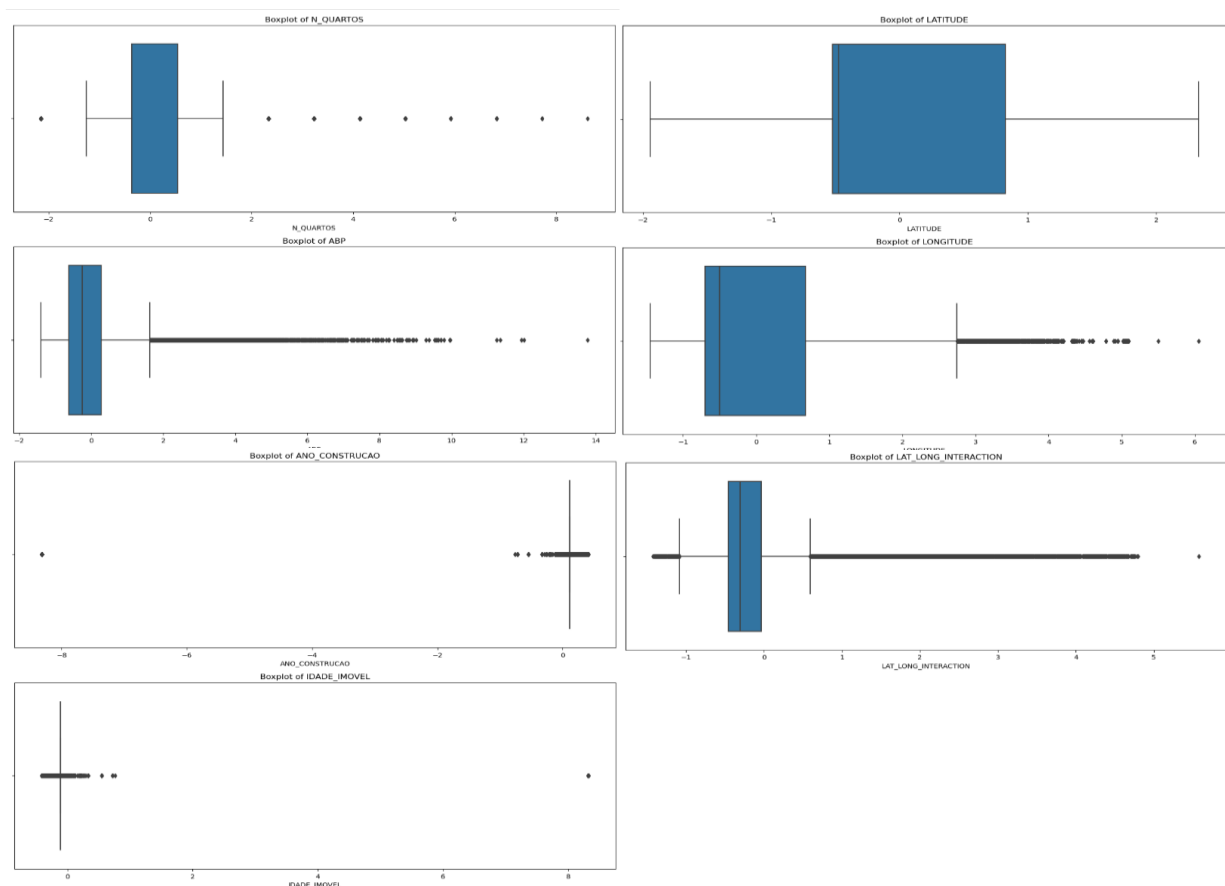 Boxplot of N_QUARTOS
−2 0 2 4 6 8
N_QUARTOS
Boxplot of LATITUDE
−2 −1 0 1 2
LATITUDE
Boxplot of ABP
−2 0 2 4 6 8 10 12 14
Boxplot of LONGITUDE
−1 0 1 2 3 4 5 6
LONGITUDE
Boxplot of ANO_CONSTRUCAO
−8 −6 −4 −2 0
ANO_CONSTRUCAO
Boxplot of LAT_LONG_INTERACTION
−1 0 1 2 3 4 5
LAT_LONG_INTERACTION
Boxplot of IDADE_IMOVEL
0 2 4 6 8
IDADE_IMOVEL